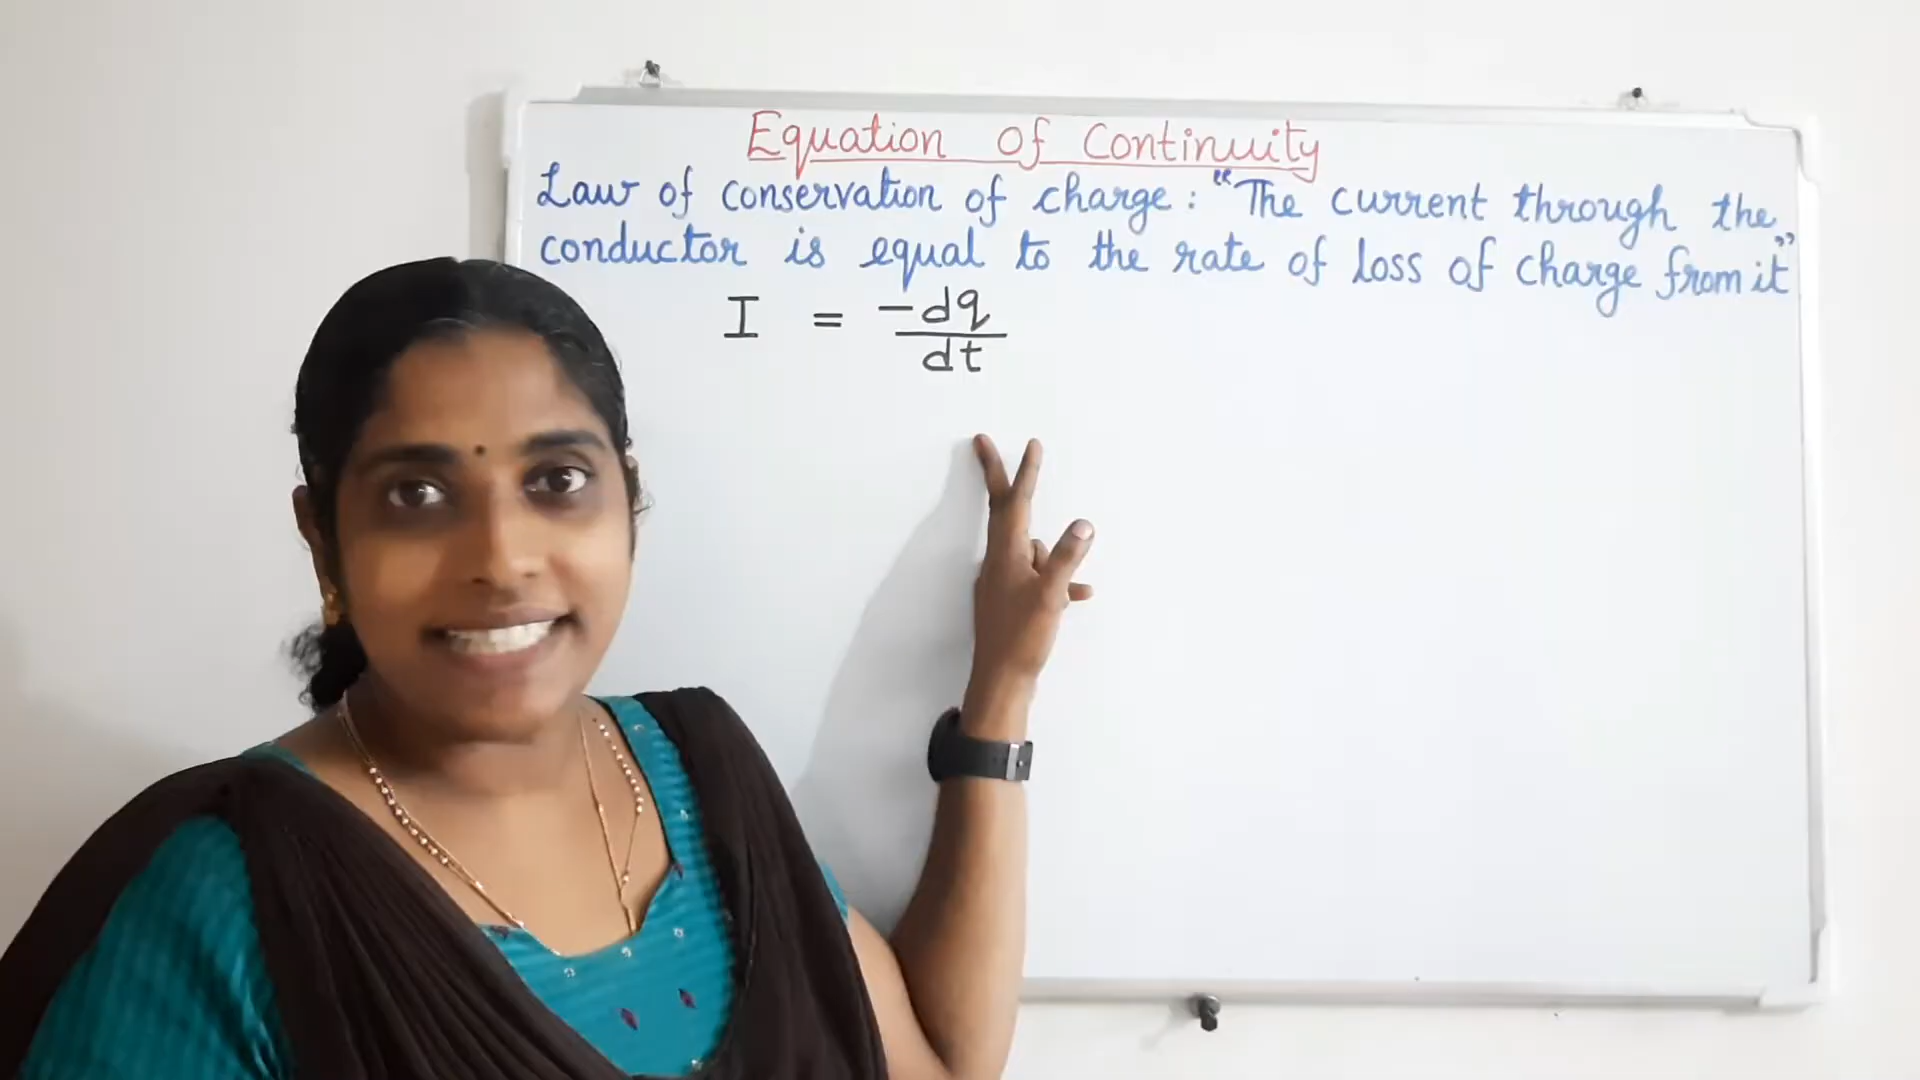 Equation of Continuity
Law of conservation of charge : "The current through the
conductor is equal to the rate of loss of charge from it"
I = -dq
dt